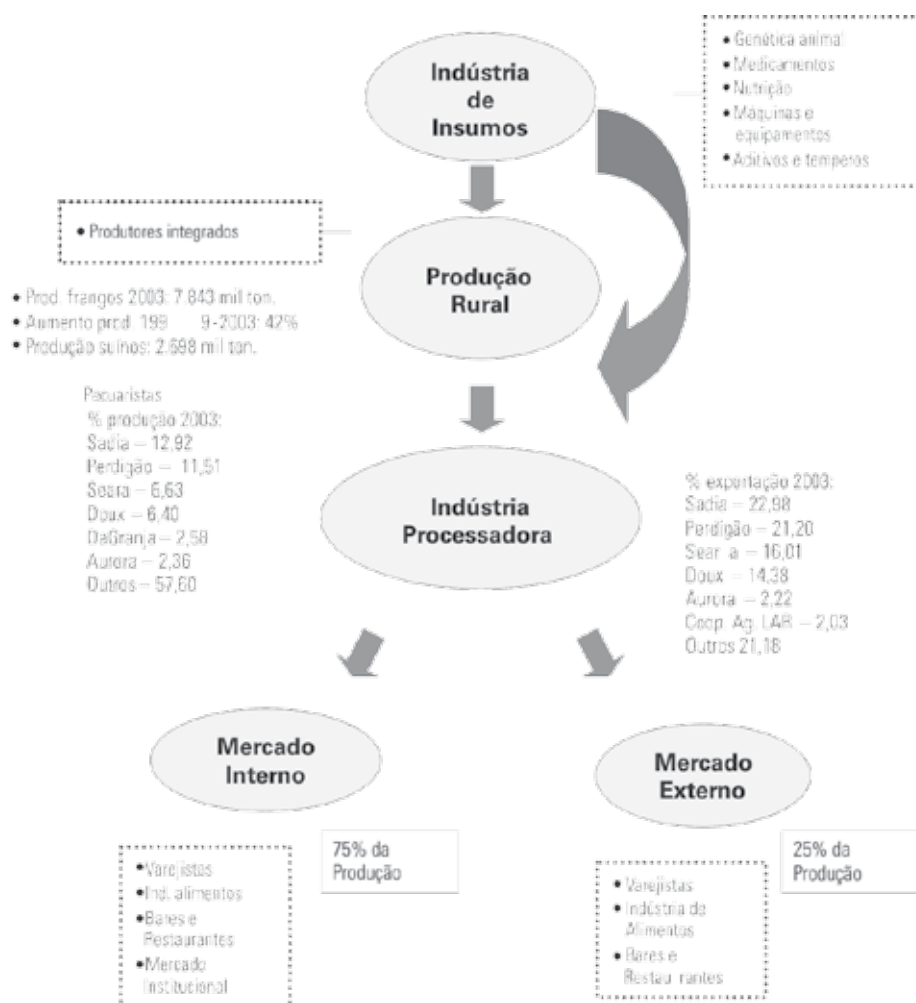 Indústria
de
Insumos
• Genética animal
• Medicamentos
• Nutrição
• Máquinas e
equipamentos
• Aditivos e temperos
• Produtores integrados
Produção
Rural
• Prod. frangos 2003: 7.843 mil ton.
• Aumento prod. 199 9-2003: 42%
• Produção suínos: 2.698 mil ton.
Pecuaristas
% produção 2003:
Sadia – 12,92
Perdigão – 11,51
Seara – 6,63
Doux – 6,40
DaGranja – 2,58
Aurora – 2,36
Outros – 57,60
Indústria
Processadora
% exportação 2003:
Sadia – 22,98
Perdigão – 21,20
Sear a – 16,01
Doux – 14,38
Aurora – 2,22
Coop. Ag. LAR – 2,03
Outros 21,18
Mercado
Interno
75% da
Produção
• Varejistas
• Ind. alimentos
• Bares e
Restaurantes
• Mercado
Institucional
Mercado
Externo
25% da
Produção
• Varejistas
• Indústria de
Alimentos
• Bares e
Restau rantes